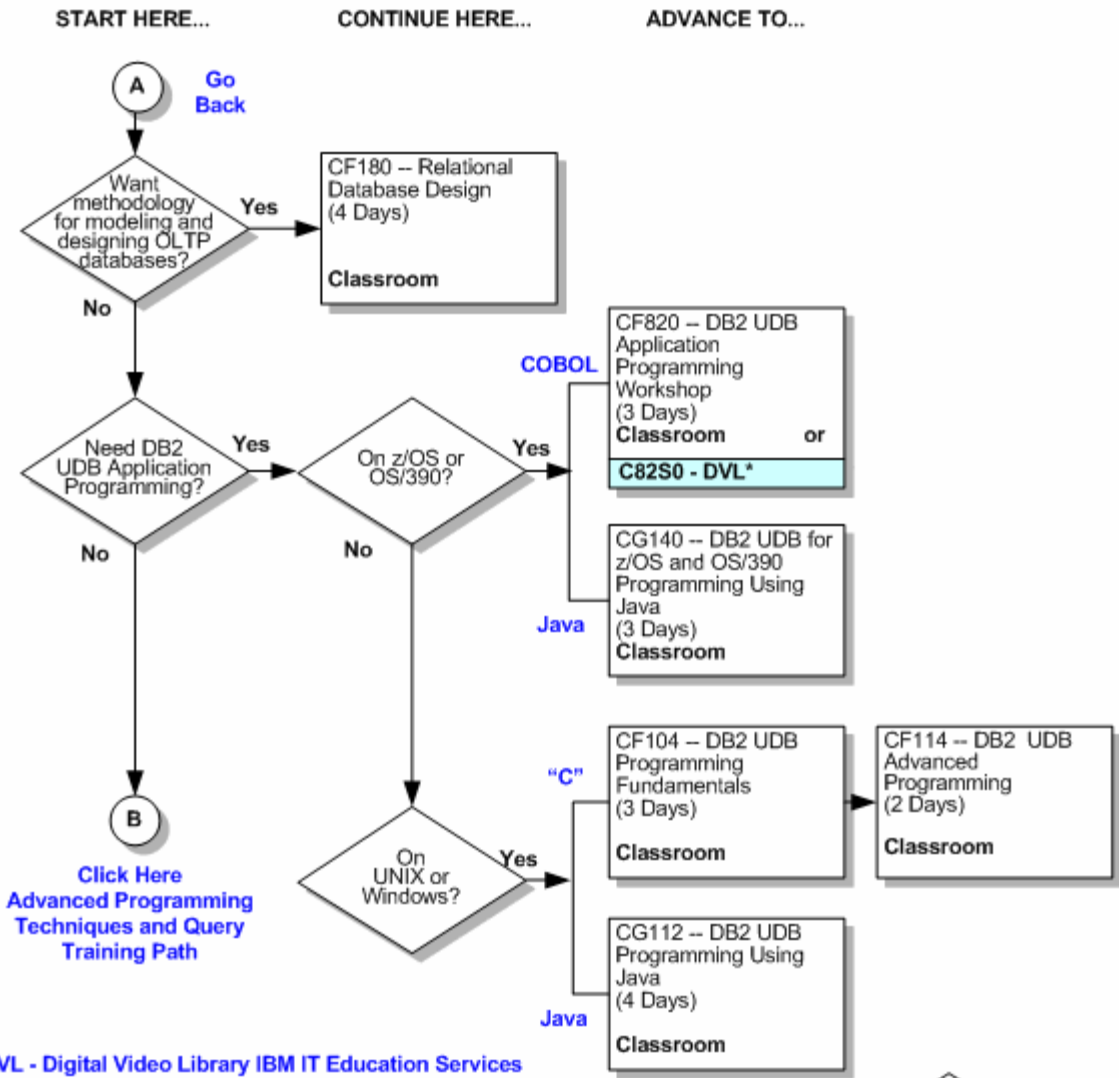 START HERE...
CONTINUE HERE...
ADVANCE TO...
A
Go
Back
Want
methodology
for modeling and
designing OLTP
databases?
Yes
No
CF180 -- Relational
Database Design
(4 Days)
Classroom
Need DB2
UDB Application
Programming?
Yes
No
On z/OS or
OS/390?
Yes
No
COBOL
CF820 -- DB2 UDB
Application
Programming
Workshop
(3 Days)
Classroom or
C82S0 - DVL*
Java
CG140 -- DB2 UDB for
z/OS and OS/390
Programming Using
Java
(3 Days)
Classroom
B
Click Here
Advanced Programming
Techniques and Query
Training Path
On
UNIX or
Windows?
Yes
"C"
CF104 -- DB2 UDB
Programming
Fundamentals
(3 Days)
Classroom
CF114 -- DB2 UDB
Advanced
Programming
(2 Days)
Classroom
Java
CG112 -- DB2 UDB
Programming Using
Java
(4 Days)
Classroom
VL - Digital Video Library IBM IT Education Services